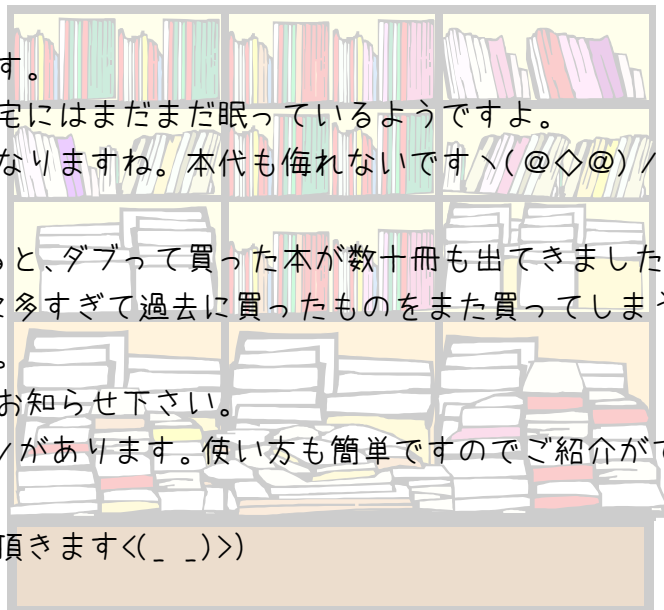 す。
宅にはまだまだ眠っているようですよ。
なりますね。本代も侮れないですヽ(@◇@)ノ
ると、ダブって買った本が数十冊も出てきました
多すぎて過去に買ったものをまた買ってしまう
。
お知らせ下さい。
ンがあります。使い方も簡単ですのでご紹介がて
頂きます<(_ _)>)